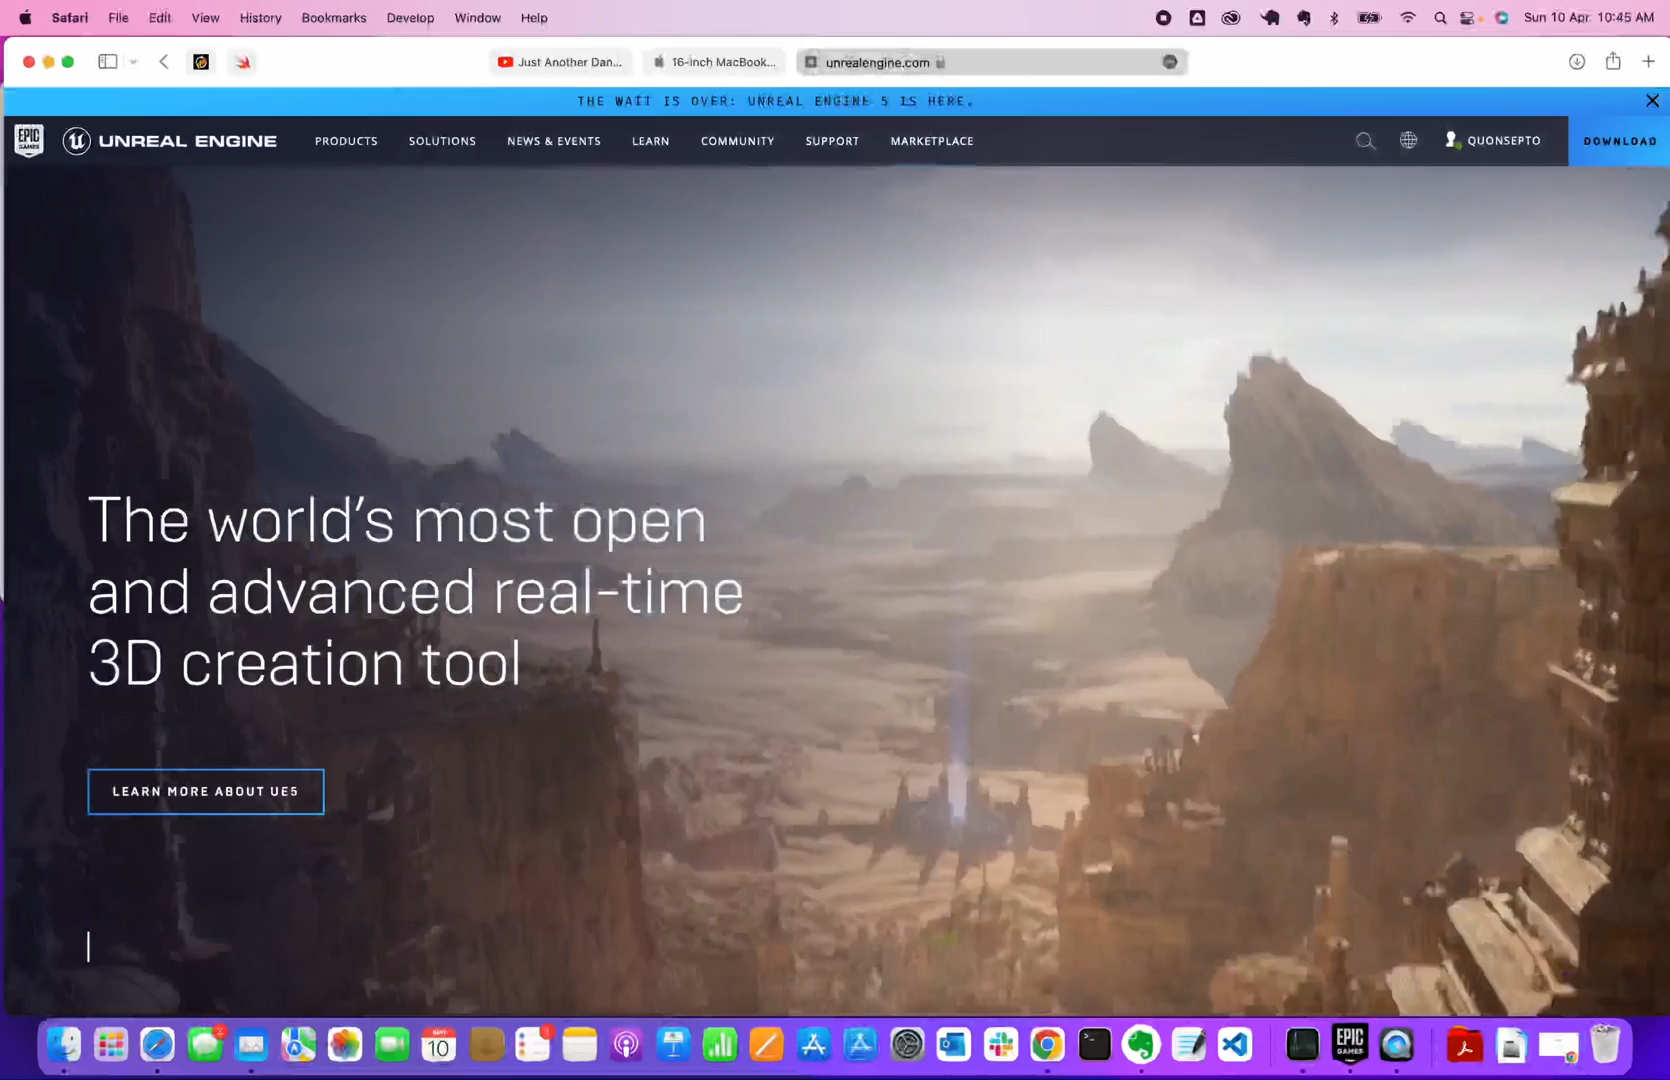 Safari File Edit View History Bookmarks Develop Window Help Sun 10 Apr 10:45 AM
Just Another Dan... 16-inch MacBook... unrealengine.com
THE WAIT IS OVER: UNREAL ENGINE 5 IS HERE.
EPIC GAMES UNREAL ENGINE PRODUCTS SOLUTIONS NEWS & EVENTS LEARN COMMUNITY SUPPORT MARKETPLACE QUONSEPTO DOWNLOAD
The world's most open
and advanced real-time
3D creation tool
LEARN MORE ABOUT UE5
10 EPIC GAMES